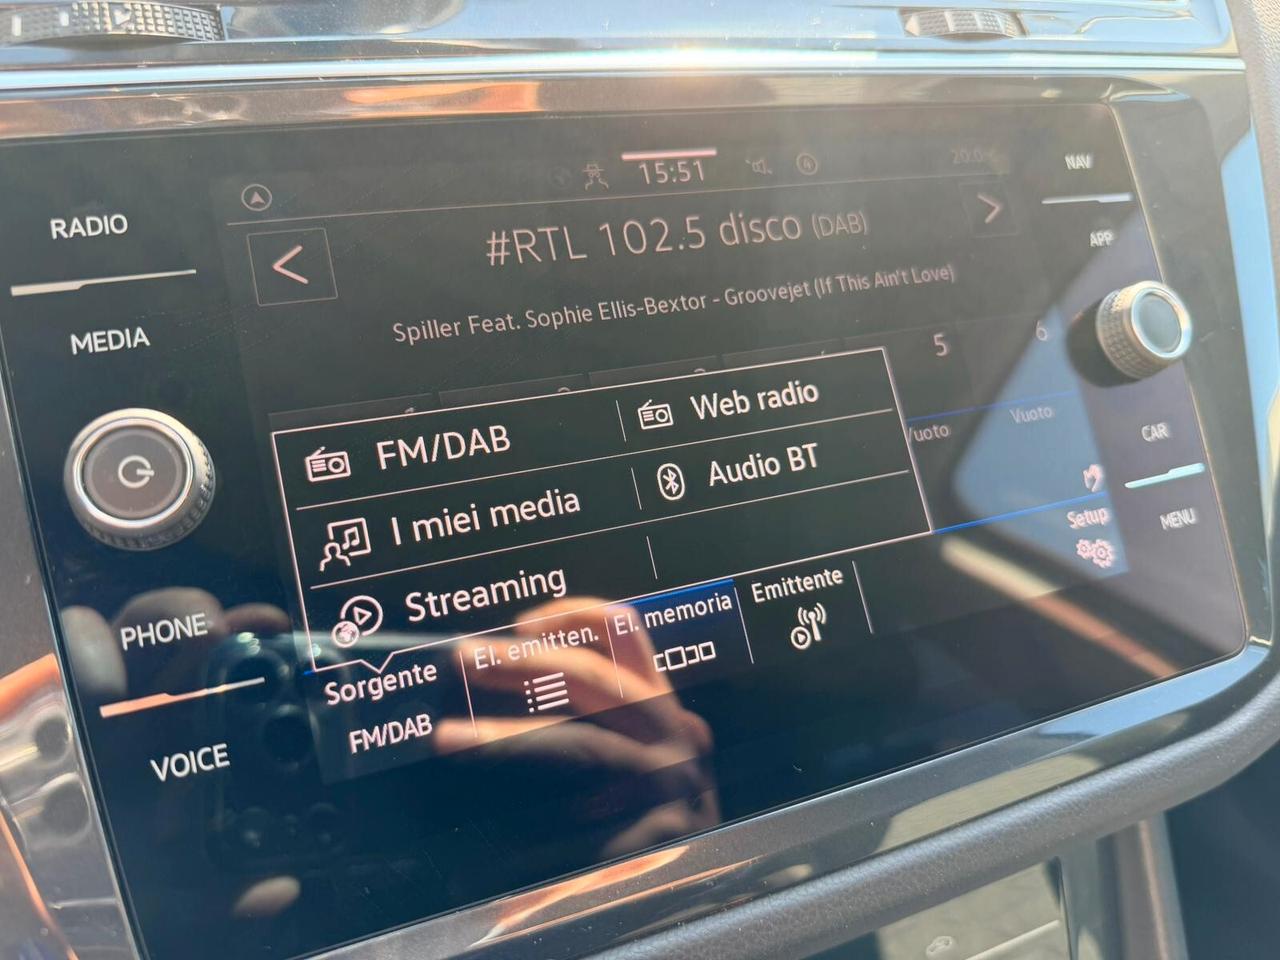 RADIO
MEDIA
PHONE
VOICE
15:51
#RTL 102.5 disco (DAB)
Spiller Feat. Sophie Ellis-Bextor - Groovejet (If This Ain't Love)
5
6
Vuoto
Vuoto
FM/DAB
Web radio
I miei media
Audio BT
Streaming
Sorgente
FM/DAB
El. emitten.
El. memoria
Emittente
Setup
NAV
APP
CAR
MENU